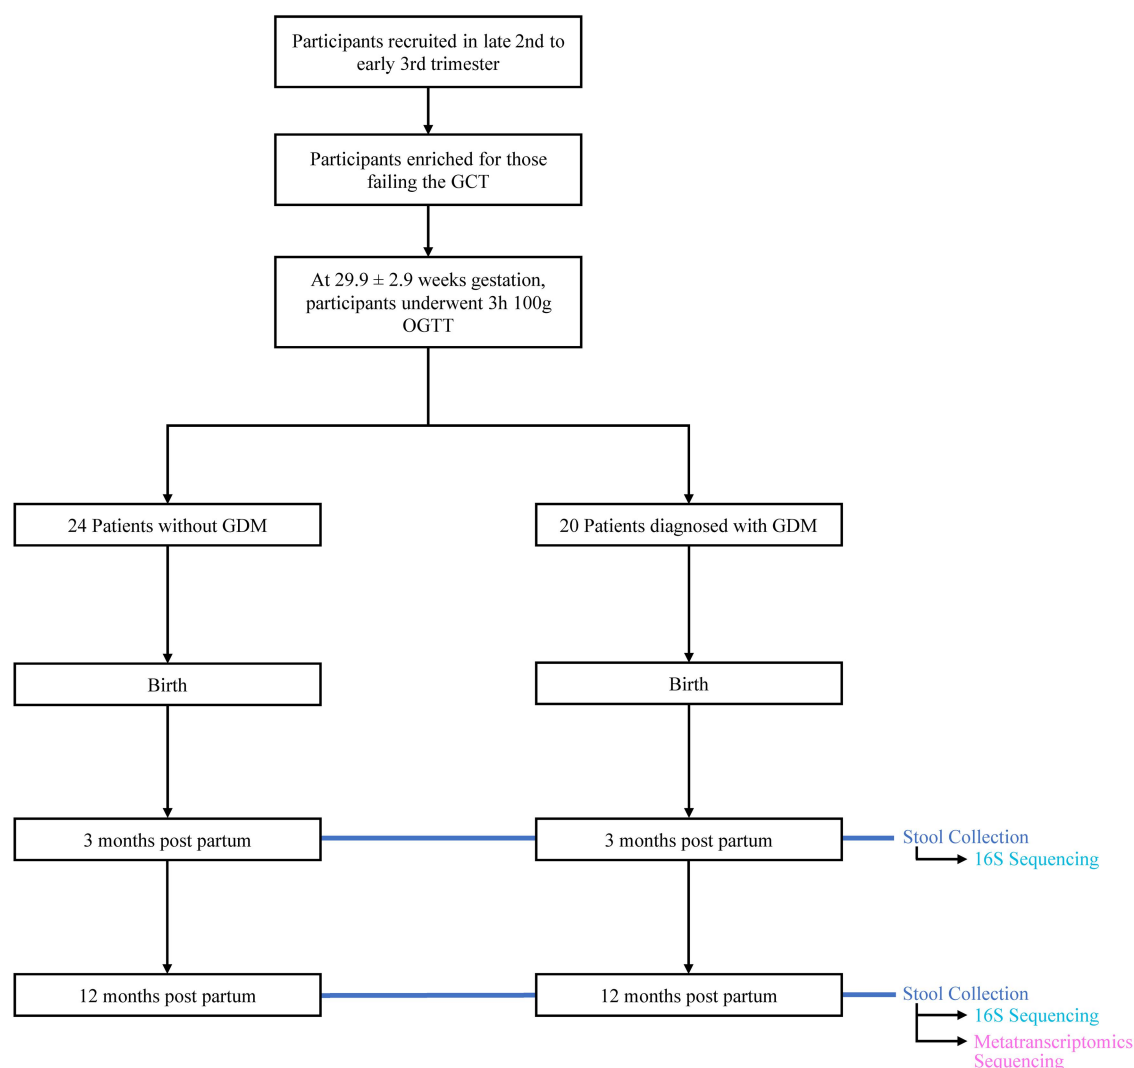 Participants recruited in late 2nd to
early 3rd trimester
Participants enriched for those
failing the GCT
At 29.9 ± 2.9 weeks gestation,
participants underwent 3h 100g
OGTT
24 Patients without GDM
20 Patients diagnosed with GDM
Birth
Birth
3 months post partum
3 months post partum
Stool Collection
16S Sequencing
12 months post partum
12 months post partum
Stool Collection
16S Sequencing
Metatranscriptomics
Sequencing